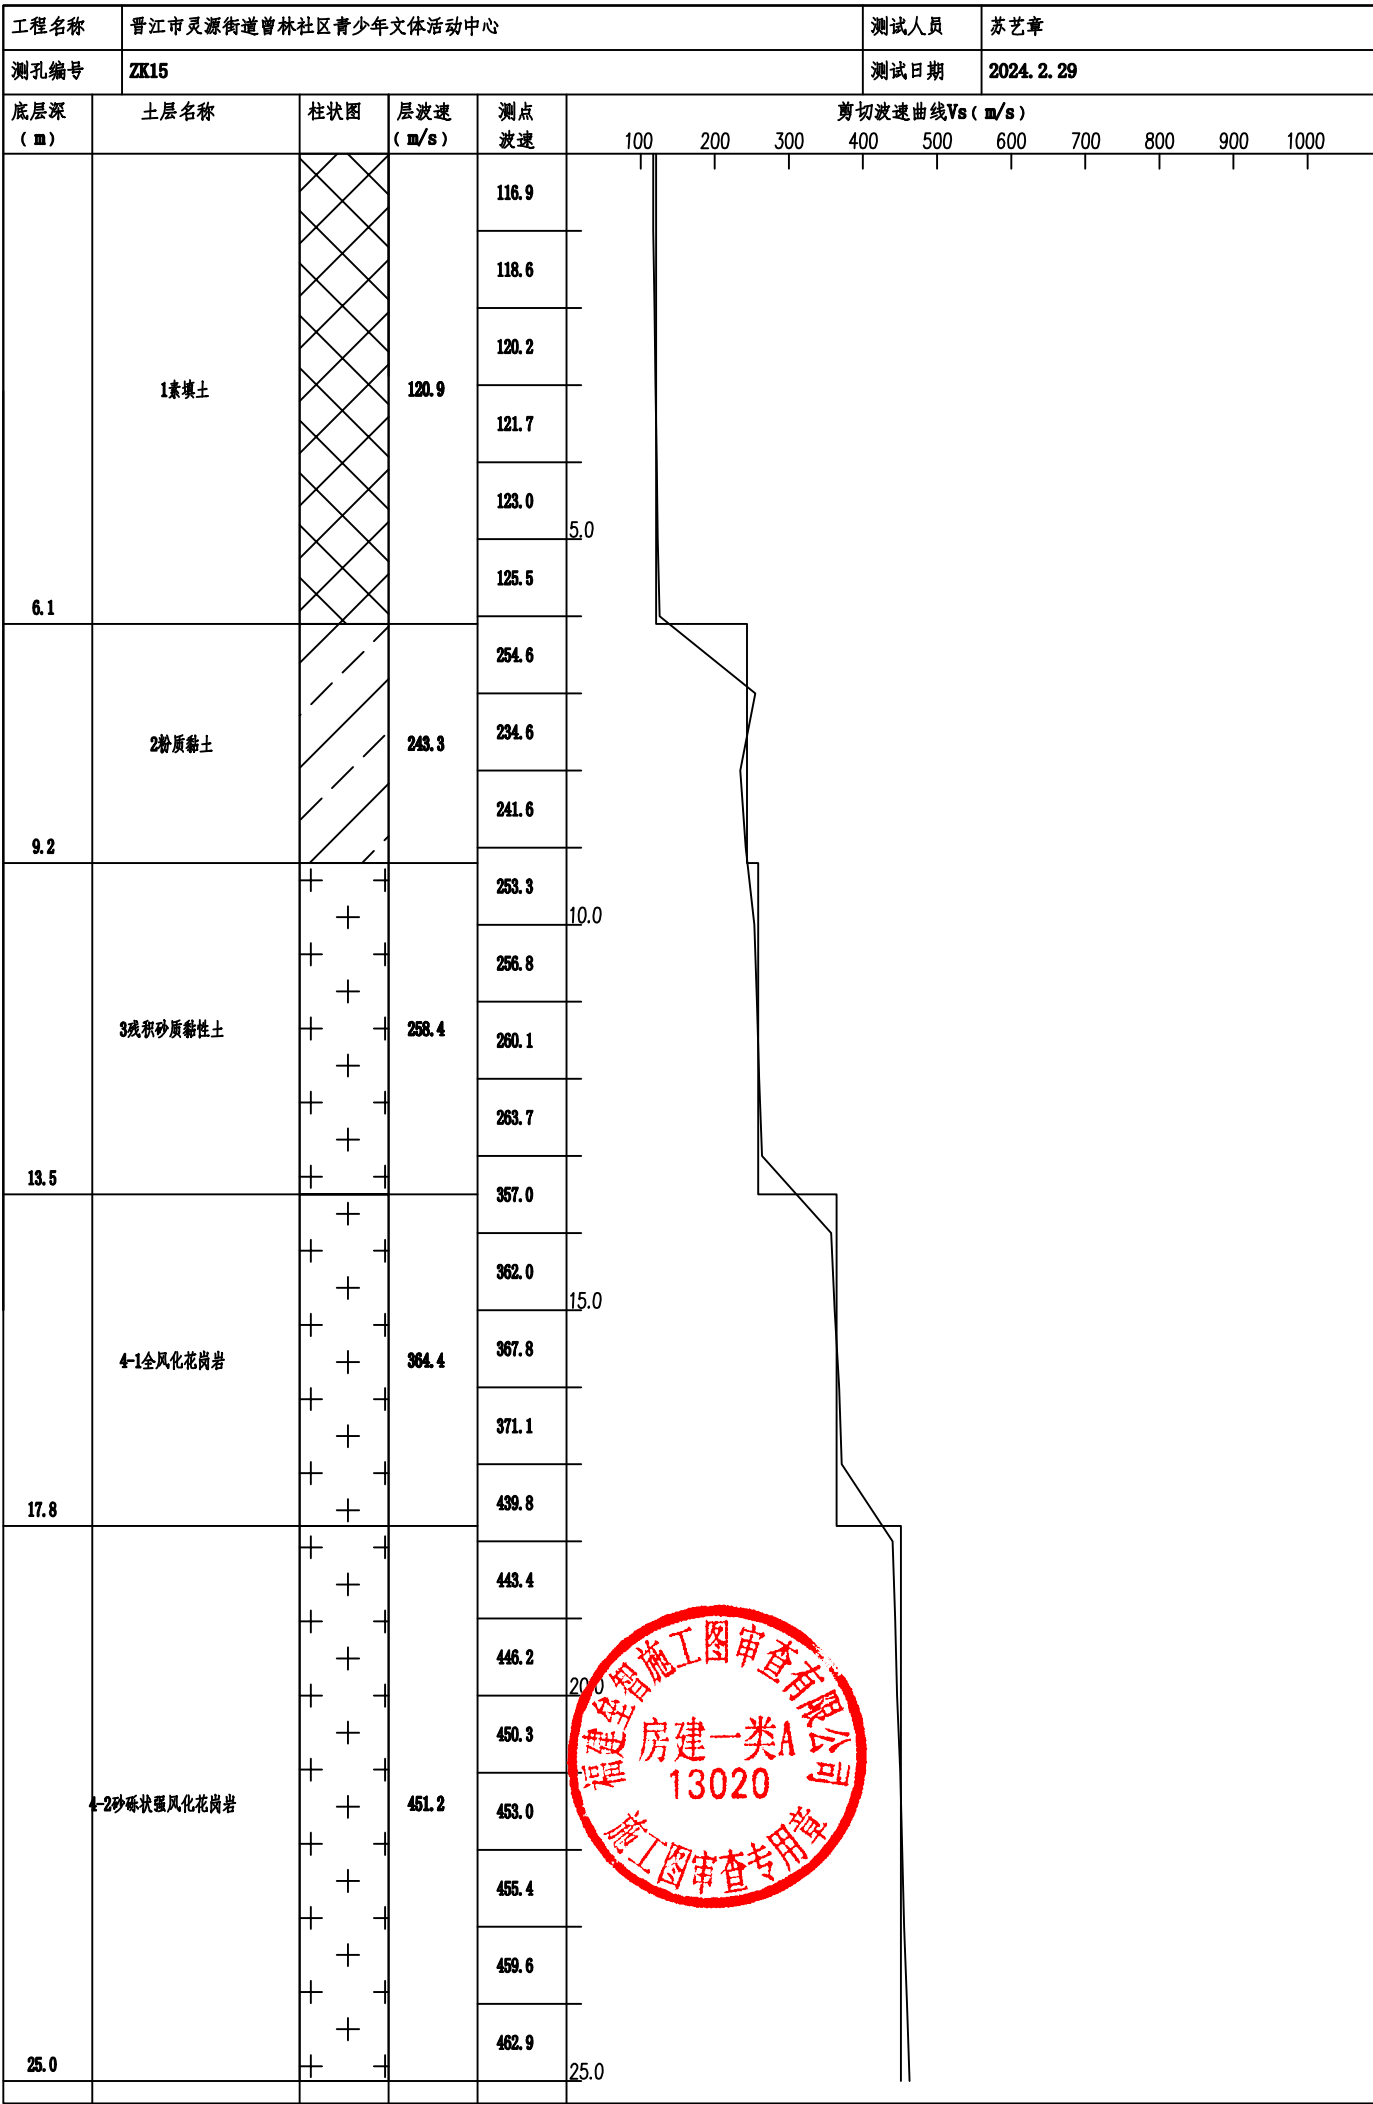 工程名称 晋江市灵源街道曾林社区青少年文体活动中心 测试人员 苏艺章
测孔编号 ZK15 测试日期 2024.2.29
底层深 土层名称 柱状图 层波速 测点 剪切波速曲线Vs(m/s)
(m) (m/s) 波速
100 200 300 400 500 600 700 800 900 1000
116.9
118.6
120.2
1素填土 120.9
121.7
123.0
5.0
125.5
6.1
254.6
2粉质黏土 243.3 234.6
241.6
9.2
253.3
10.0
256.8
3残积砂质黏性土 258.4 260.1
263.7
13.5
357.0
362.0
15.0
367.8
4-1全风化花岗岩 364.4
371.1
17.8 439.8
443.4
446.2
20.0
450.3
4-2砂砾状强风化花岗岩 451.2 453.0
455.4
459.6
462.9
25.0 25.0
福建垒智施工图审查有限公司
房建一类A
13020
施工图审查专用章